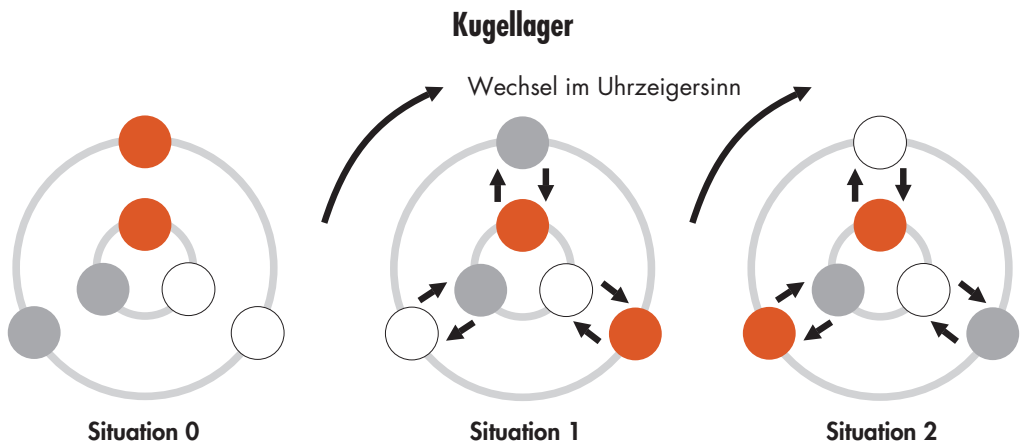 Kugellager
Wechsel im Uhrzeigersinn
Situation 0
Situation 1
Situation 2